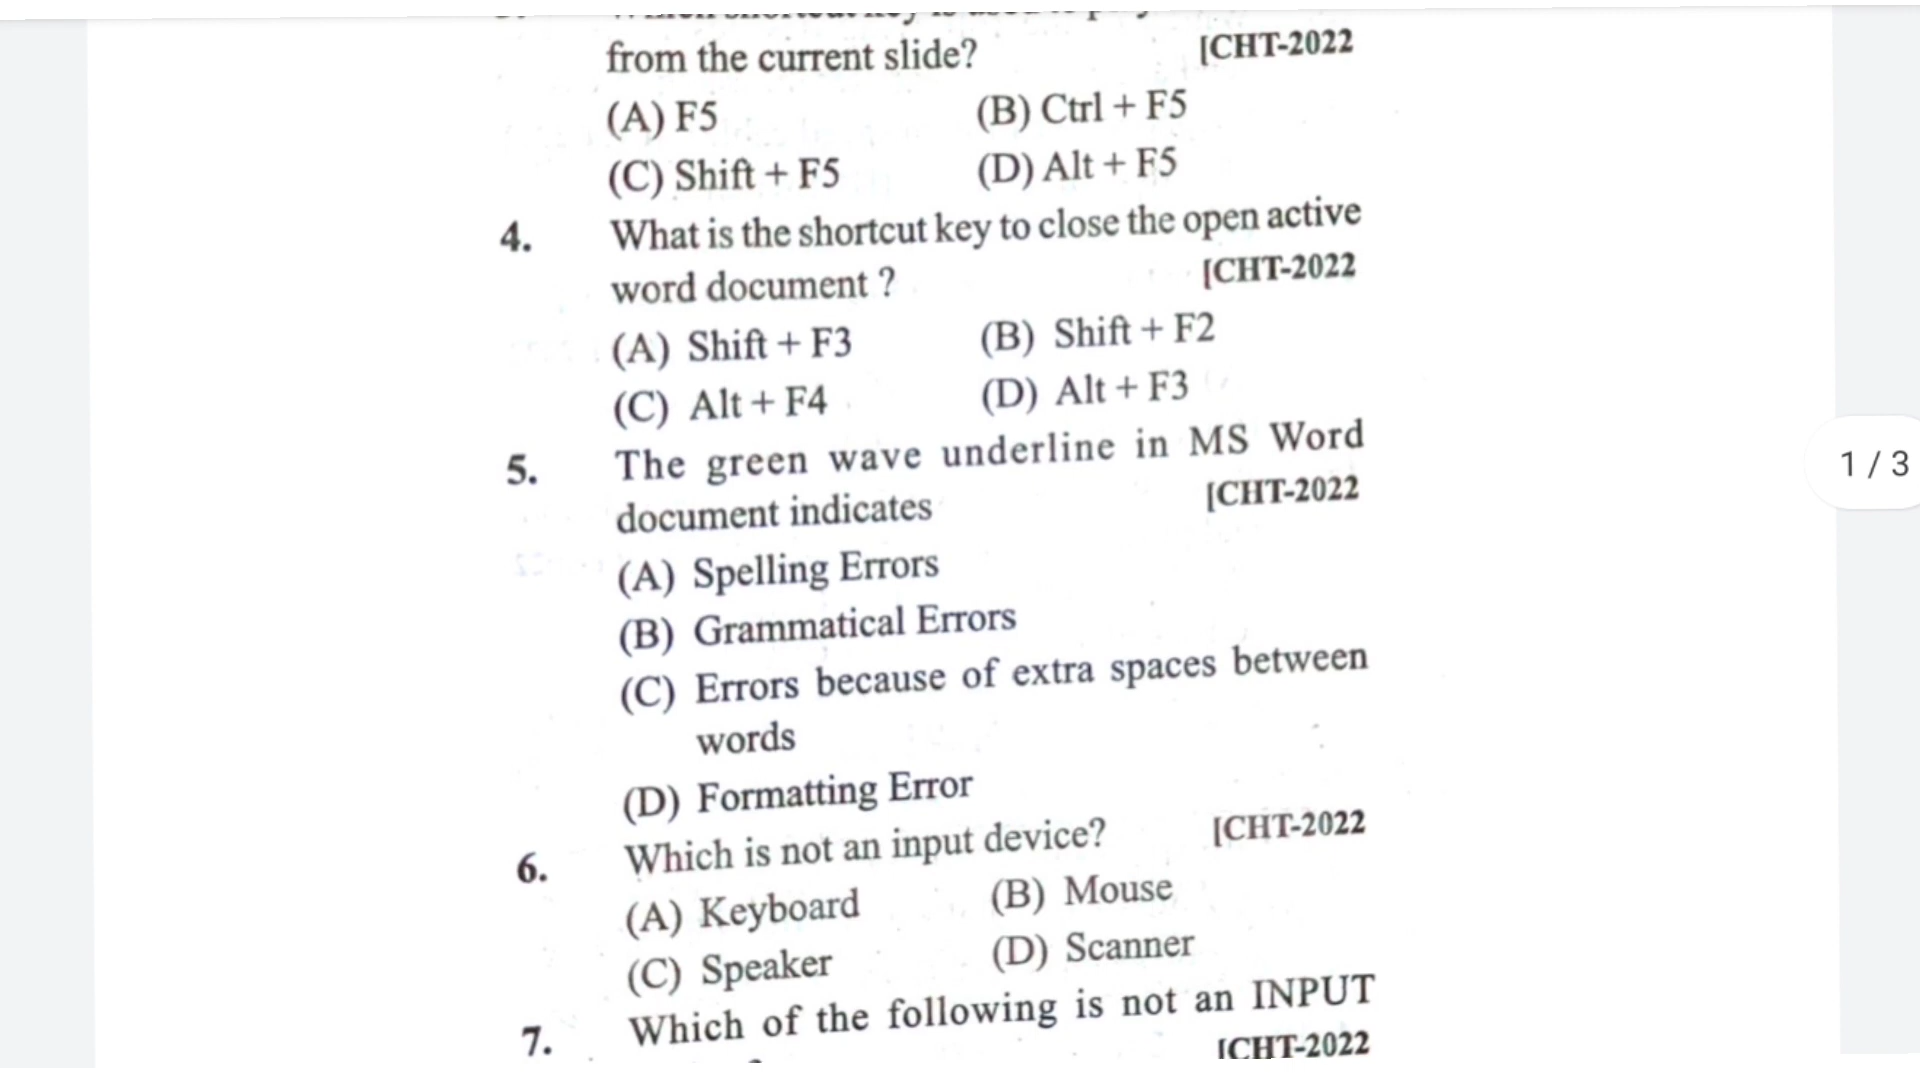 from the current slide? [CHT-2022
(A) F5 (B) Ctrl + F5
(C) Shift + F5 (D) Alt + F5
4. What is the shortcut key to close the open active
word document ? [CHT-2022
(A) Shift + F3 (B) Shift + F2
(C) Alt + F4 (D) Alt + F3
5. The green wave underline in MS Word
document indicates [CHT-2022
(A) Spelling Errors
(B) Grammatical Errors
(C) Errors because of extra spaces between
words
(D) Formatting Error
6. Which is not an input device? [CHT-2022
(A) Keyboard (B) Mouse
(C) Speaker (D) Scanner
7. Which of the following is not an INPUT
[CHT-2022
1 / 3